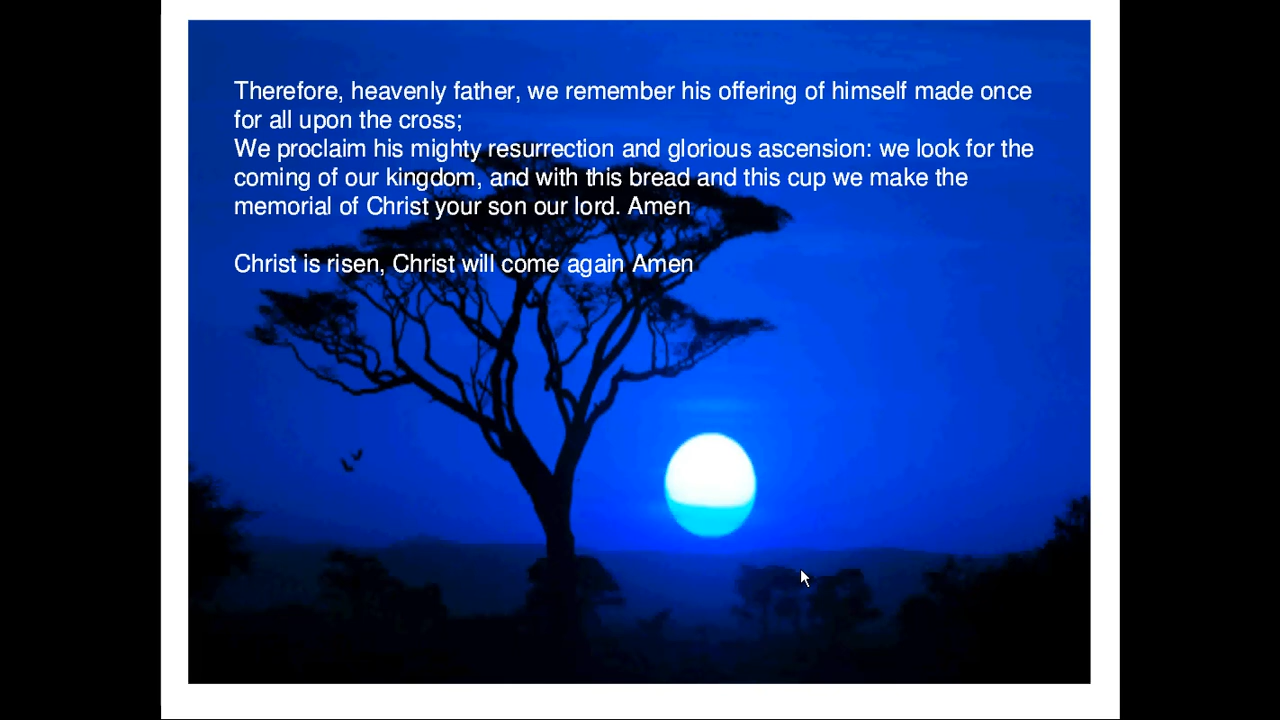 Therefore, heavenly father, we remember his offering of himself made once
for all upon the cross;
We proclaim his mighty resurrection and glorious ascension: we look for the
coming of our kingdom, and with this bread and this cup we make the
memorial of Christ your son our lord. Amen
Christ is risen, Christ will come again Amen